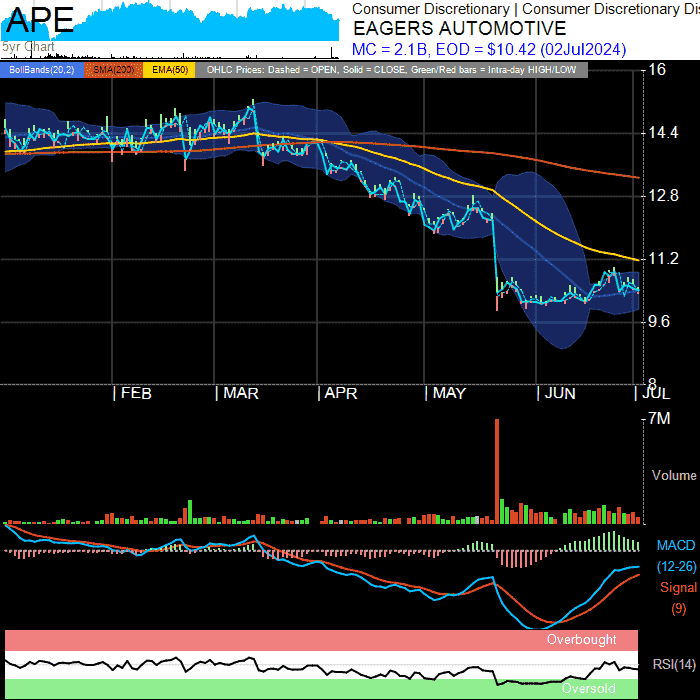 APE
5yr Chart
Consumer Discretionary | Consumer Discretionary Dis
EAGERS AUTOMOTIVE
MC = 2.1B, EOD = $10.42 (02Jul2024)
BollBands(20,2) SMA(200) EMA(50) OHLC Prices: Dashed = OPEN, Solid = CLOSE, Green/Red bars = Intra-day HIGH/LOW
16
14.4
12.8
11.2
9.6
8
FEB MAR APR MAY JUN JUL
7M
Volume
MACD
(12-26)
Signal
(9)
Overbought
RSI(14)
Oversold